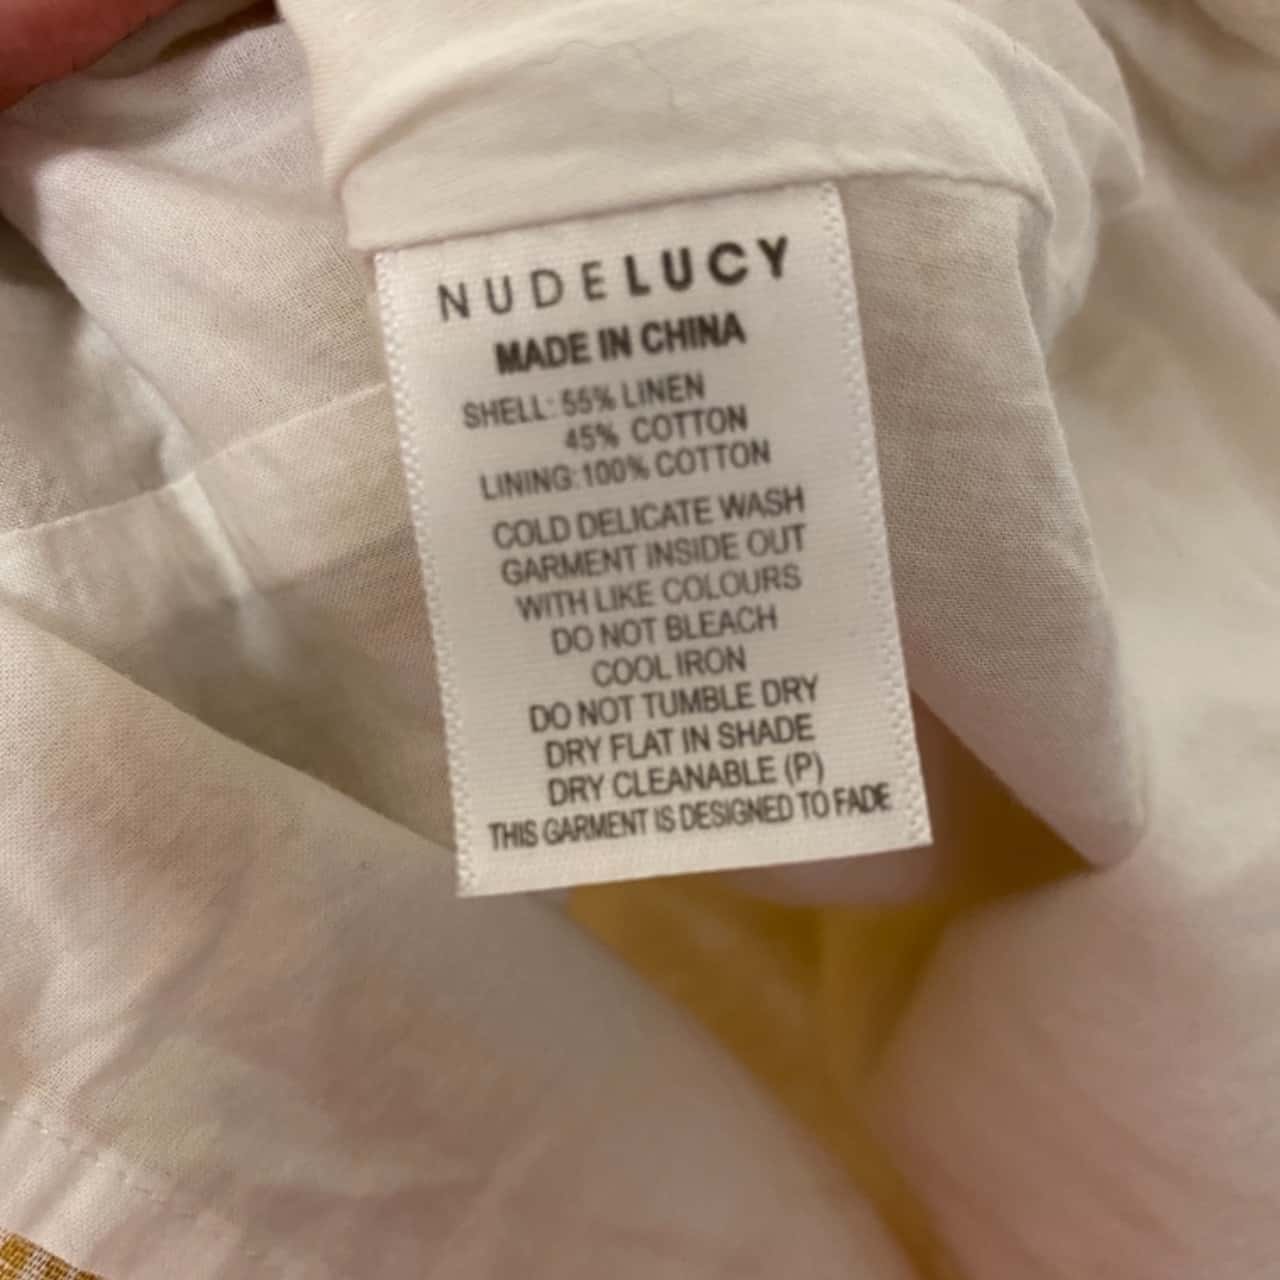 NUDELUCY
MADE IN CHINA
SHELL: 55% LINEN
45% COTTON
LINING:100% COTTON
COLD DELICATE WASH
GARMENT INSIDE OUT
WITH LIKE COLOURS
DO NOT BLEACH
COOL IRON
DO NOT TUMBLE DRY
DRY FLAT IN SHADE
DRY CLEANABLE (P)
THIS GARMENT IS DESIGNED TO FADE